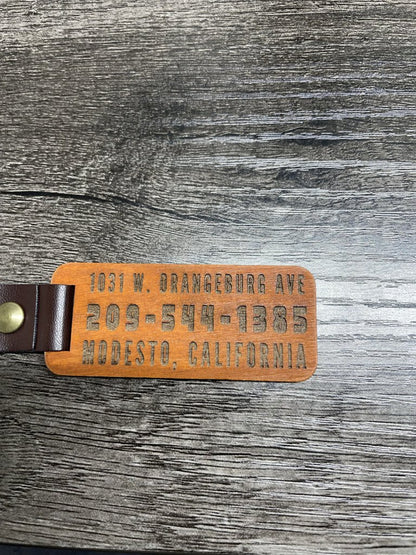 1031 W. ORANGEBURG AVE
209-544-1385
MODESTO, CALIFORNIA